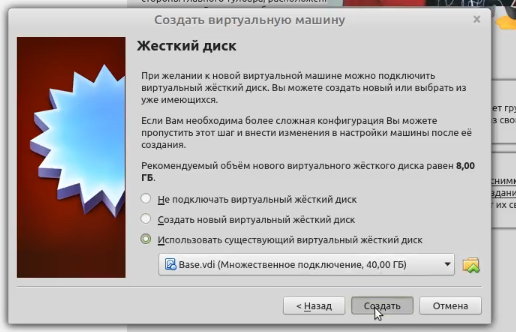 стороны главного тулбара, расположен
Создать виртуальную машину
Жесткий диск
При желании к новой виртуальной машине можно подключить
виртуальный жёсткий диск. Вы можете создать новый или выбрать из
уже имеющихся.
Если Вам необходима более сложная конфигурация Вы можете
пропустить этот шаг и внести изменения в настройки машины после её
создания.
Рекомендуемый объём нового виртуального жёсткого диска равен 8,00
ГБ.
Не подключать виртуальный жёсткий диск
Создать новый виртуальный жёсткий диск
Использовать существующий виртуальный жёсткий диск
Base.vdi (Множественное подключение, 40,00 ГБ)
< Назад
Создать
Отмена